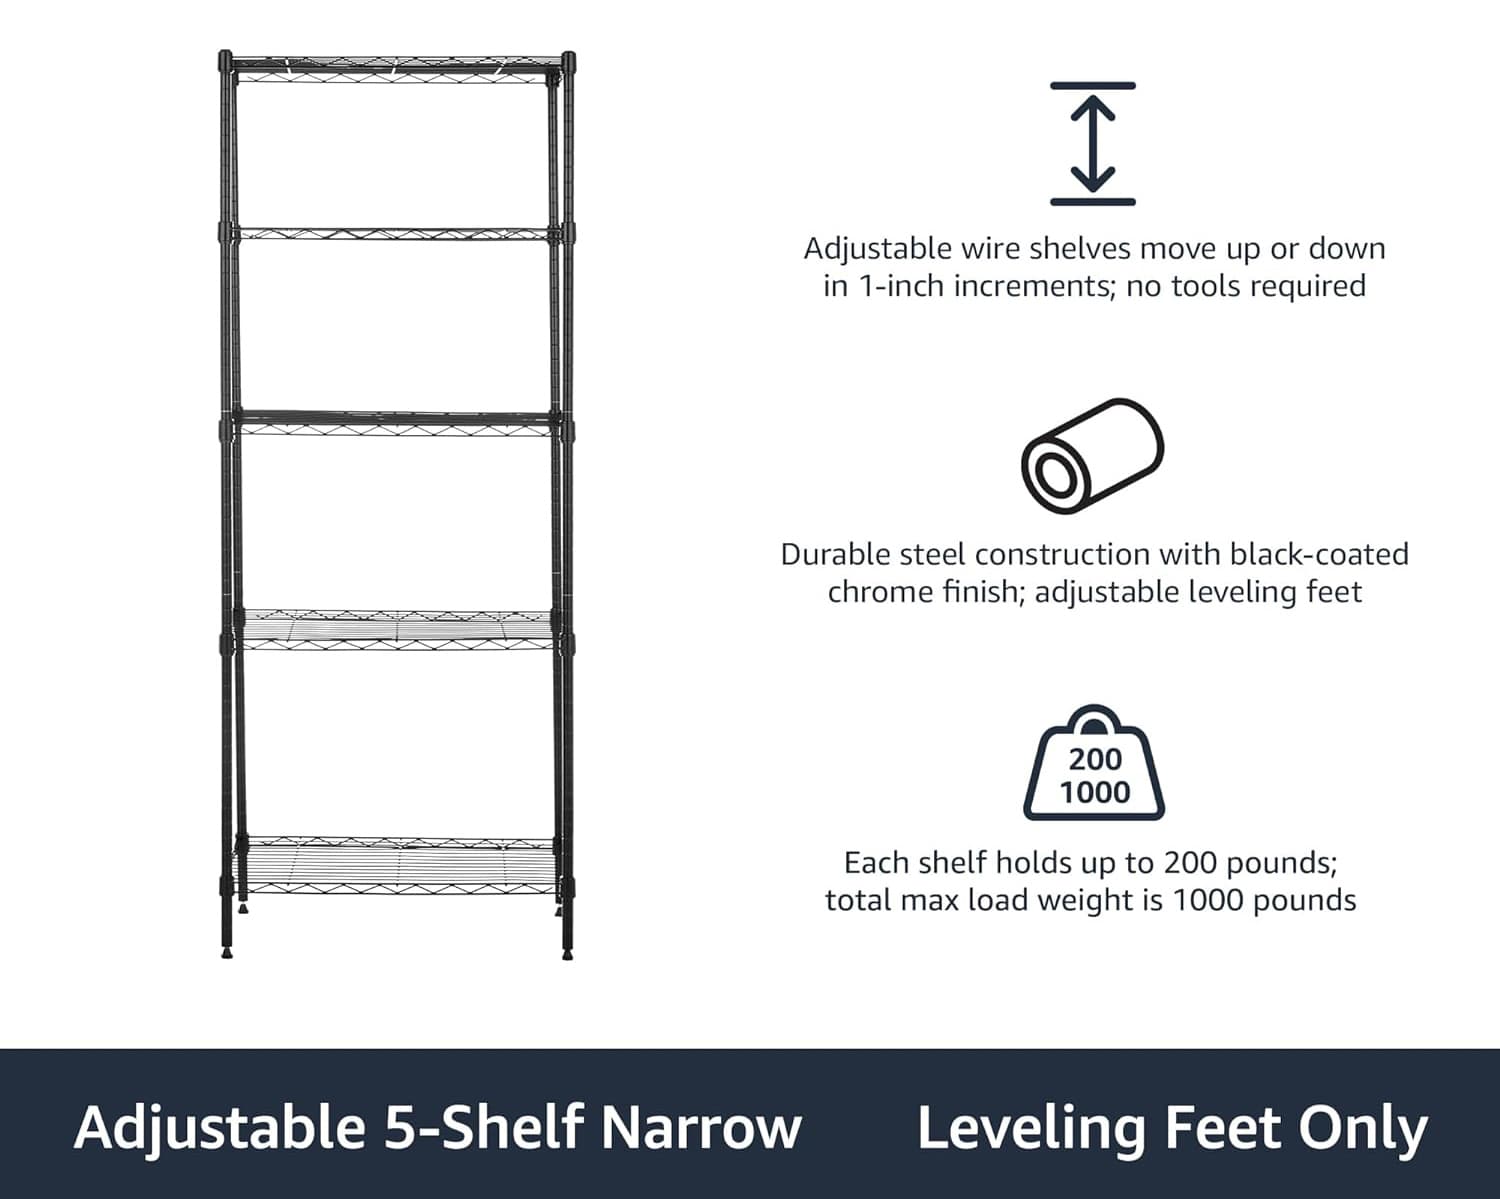 Adjustable wire shelves move up or down
in 1-inch increments; no tools required
Durable steel construction with black-coated
chrome finish; adjustable leveling feet
200
1000
Each shelf holds up to 200 pounds;
total max load weight is 1000 pounds
Adjustable 5-Shelf Narrow
Leveling Feet Only